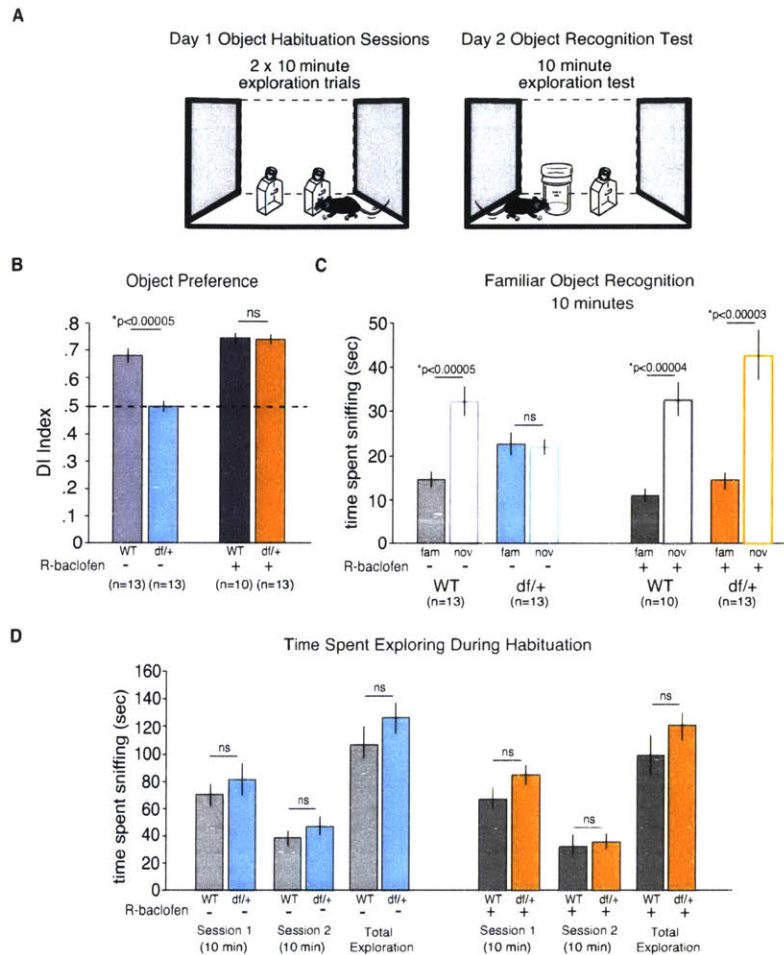 A
Day 1 Object Habituation Sessions
2 x 10 minute
exploration trials
Day 2 Object Recognition Test
10 minute
exploration test
B
Object Preference
*p<0.00005
ns
.8
.7
.6
.5
.4
.3
.2
.1
0
DI Index
WT df/+ WT df/+
R-baclofen - - + +
(n=13) (n=13) (n=10) (n=13)
C
Familiar Object Recognition
10 minutes
*p<0.00005
ns
*p<0.00004
*p<0.00003
50
40
30
20
10
0
time spent sniffing (sec)
fam nov fam nov fam nov fam nov
R-baclofen - - - - + + + +
WT df/+ WT df/+
(n=13) (n=13) (n=10) (n=13)
D
Time Spent Exploring During Habituation
160
140
120
100
80
60
40
20
0
time spent sniffing (sec)
ns ns ns ns ns ns
WT df/+ WT df/+ WT df/+ WT df/+ WT df/+ WT df/+
R-baclofen - - - - - - + + + + + +
Session 1 Session 2 Total Session 1 Session 2 Total
(10 min) (10 min) Exploration (10 min) (10 min) Exploration